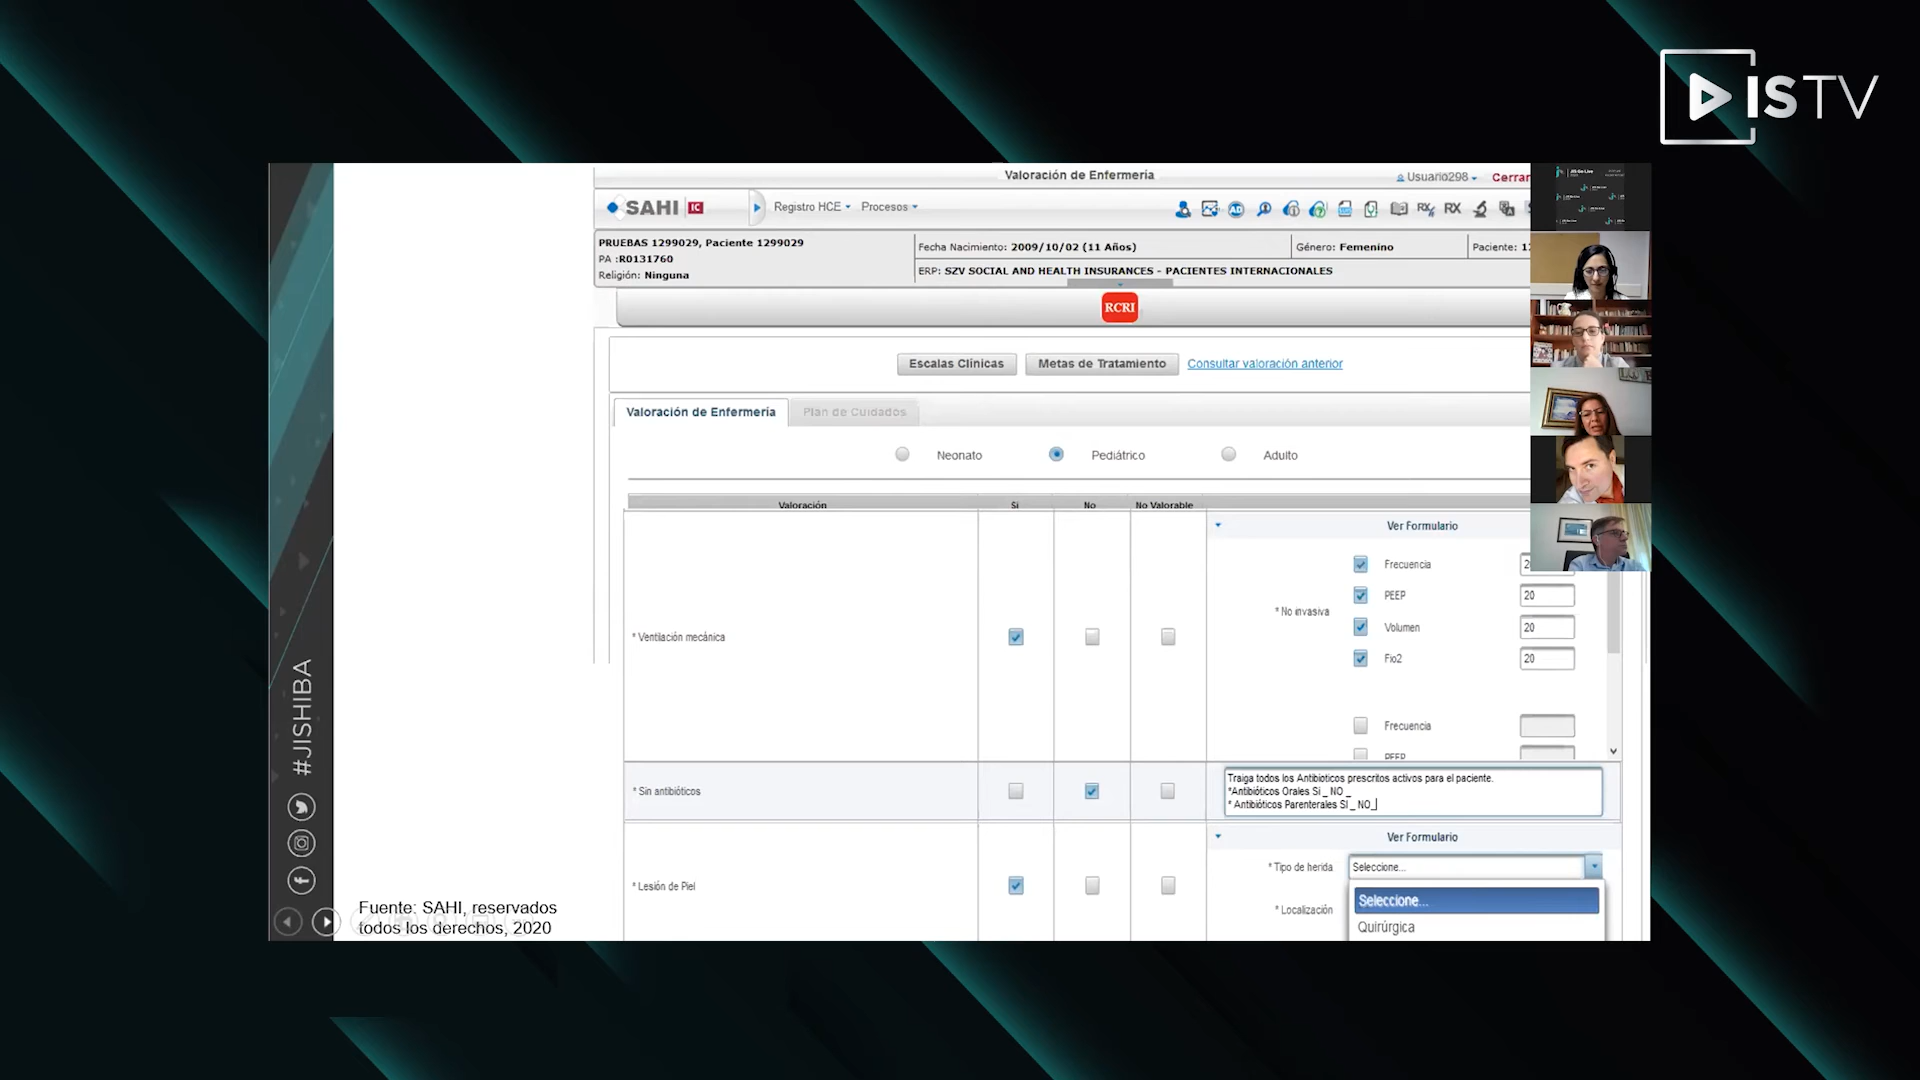 ISTV
Valoración de Enfermería
Usuario298
Cerrar
SAHI IC
Registro HCE
Procesos
PRUEBAS 1299029, Paciente 1299029
PA :R0131760
Religión: Ninguna
Fecha Nacimiento: 2009/10/02 (11 Años)
Género: Femenino
Paciente: 1
ERP: SZV SOCIAL AND HEALTH INSURANCES - PACIENTES INTERNACIONALES
RCRI
Escalas Clínicas
Metas de Tratamiento
Consultar valoración anterior
Valoración de Enfermería
Plan de Cuidados
Neonato
Pediátrico
Adulto
Valoración
Si
No
No Valorable
Ver Formulario
* Ventilación mecánica
* No invasiva
Frecuencia
2
PEEP
20
Volumen
20
Fio2
20
Frecuencia
PEEP
* Sin antibióticos
Traiga todos los Antibioticos prescritos activos para el paciente.
*Antibióticos Orales Si _ NO _
* Antibióticos Parenterales SI _ NO_
* Lesión de Piel
Ver Formulario
* Tipo de herida
Seleccione...
* Localización
Seleccione...
Quirúrgica
#JISHIBA
Fuente: SAHI, reservados
todos los derechos, 2020